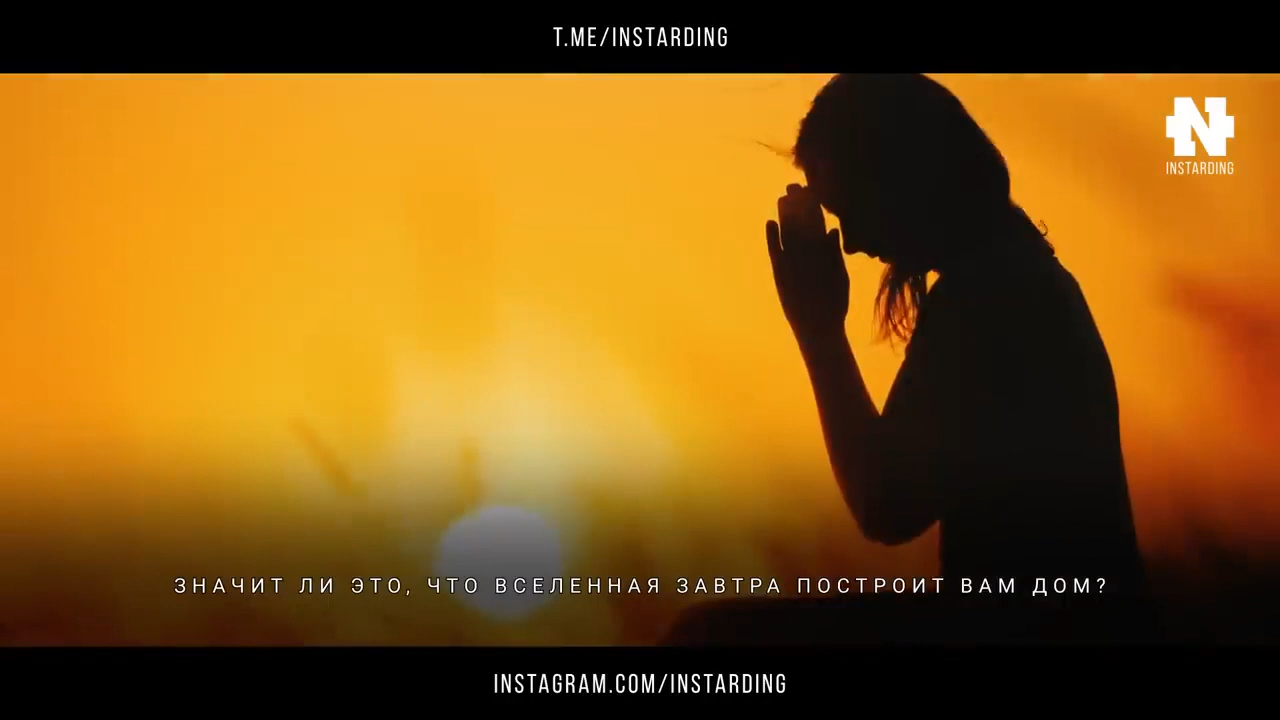 T.ME/INSTARDING
N
INSTARDING
ЗНАЧИТ ЛИ ЭТО, ЧТО ВСЕЛЕННАЯ ЗАВТРА ПОСТРОИТ ВАМ ДОМ?
INSTAGRAM.COM/INSTARDING